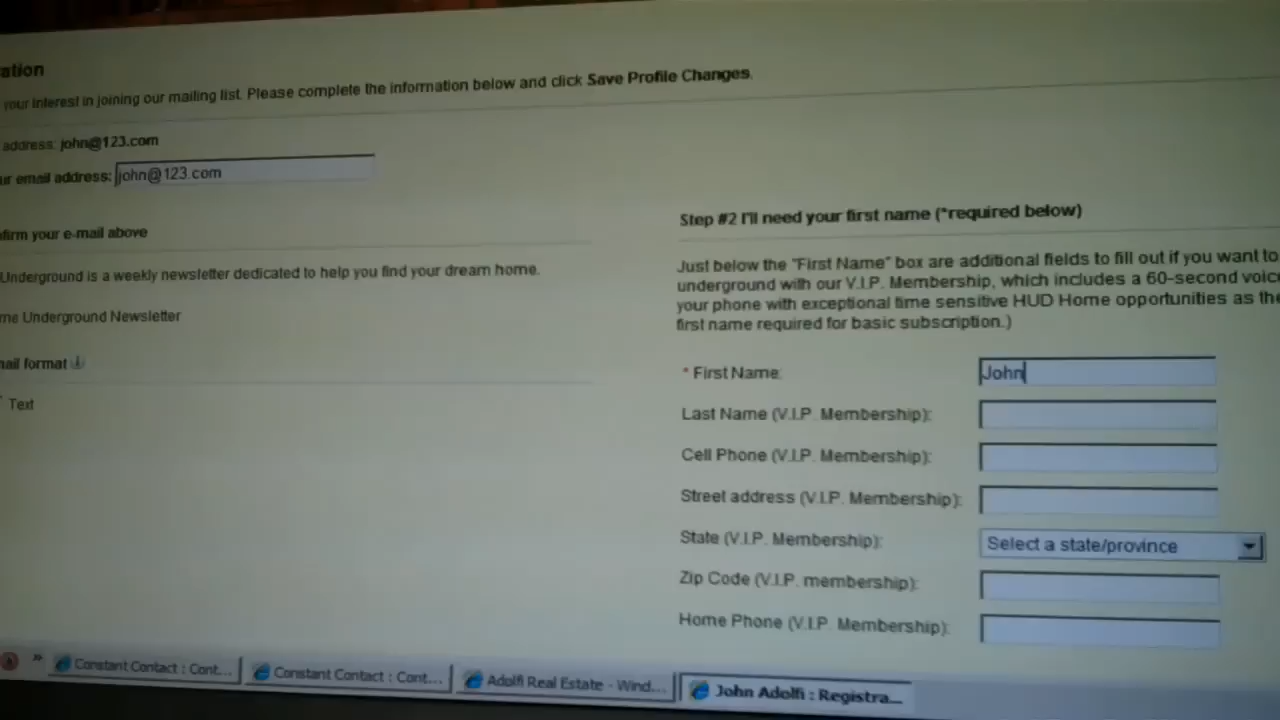 ation
your interest in joining our mailing list. Please complete the information below and click Save Profile Changes.
address: john@123.com
ur email address: john@123.com
nfirm your e-mail above
Underground is a weekly newsletter dedicated to help you find your dream home.
me Underground Newsletter
mail format
Text
Step #2 I'll need your first name (*required below)
Just below the "First Name" box are additional fields to fill out if you want to
underground with our V.I.P. Membership, which includes a 60-second voice
your phone with exceptional time sensitive HUD Home opportunities as the
first name required for basic subscription.)
* First Name: John
Last Name (V.I.P. Membership):
Cell Phone (V.I.P. Membership):
Street address (V.I.P. Membership):
State (V.I.P. Membership): Select a state/province
Zip Code (V.I.P. membership):
Home Phone (V.I.P. Membership):
» Constant Contact : Cont... Constant Contact : Cont... Adolfi Real Estate - Wind... John Adolfi : Registra...